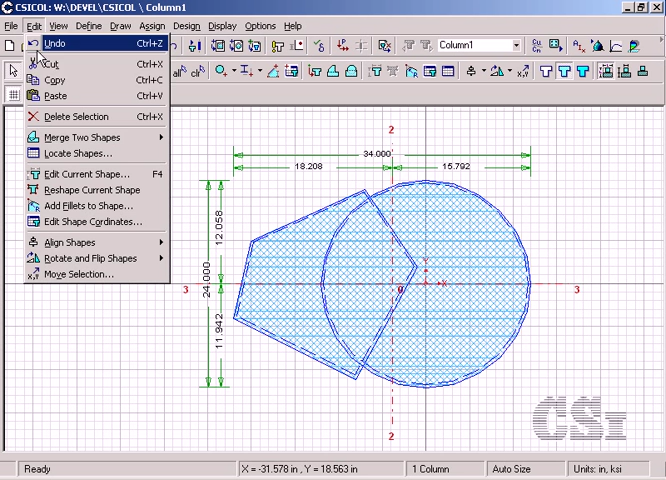 CSICOL: W:\DEVEL\CSICOL \ Column1
File Edit View Define Draw Assign Design Display Options Help
Undo Ctrl+Z
Cut Ctrl+X
Copy Ctrl+C
Paste Ctrl+V
Delete Selection Ctrl+X
Merge Two Shapes
Locate Shapes...
Edit Current Shape... F4
Reshape Current Shape
Add Fillets to Shape...
Edit Shape Cordinates...
Align Shapes
Rotate and Flip Shapes
Move Selection...
Column1
all clr
2
34.000
18.208 15.792
12.058
24.000
11.942
Y
X
3 0 3
2
CSI
Ready X = -31.578 in , Y = 18.563 in 1 Column Auto Size Units: in, ksi